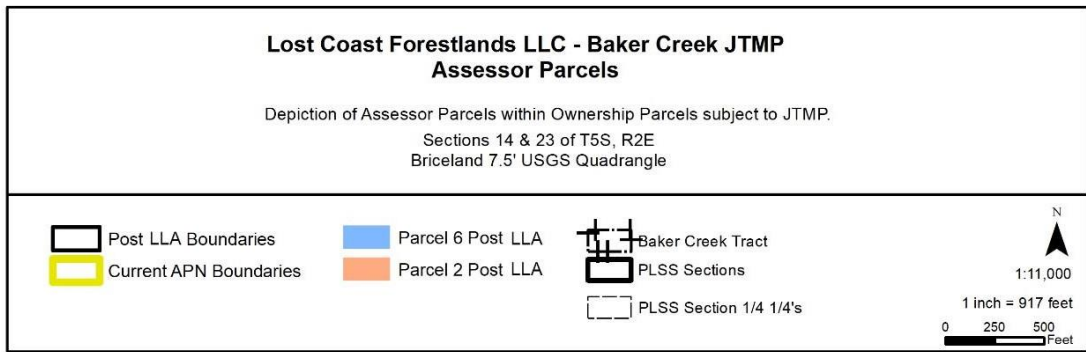 Lost Coast Forestlands LLC - Baker Creek JTMP
Assessor Parcels
Depiction of Assessor Parcels within Ownership Parcels subject to JTMP.
Sections 14 & 23 of T5S, R2E
Briceland 7.5' USGS Quadrangle
Post LLA Boundaries
Current APN Boundaries
Parcel 6 Post LLA
Parcel 2 Post LLA
Baker Creek Tract
PLSS Sections
PLSS Section 1/4 1/4's
N
1:11,000
1 inch = 917 feet
0 250 500
Feet